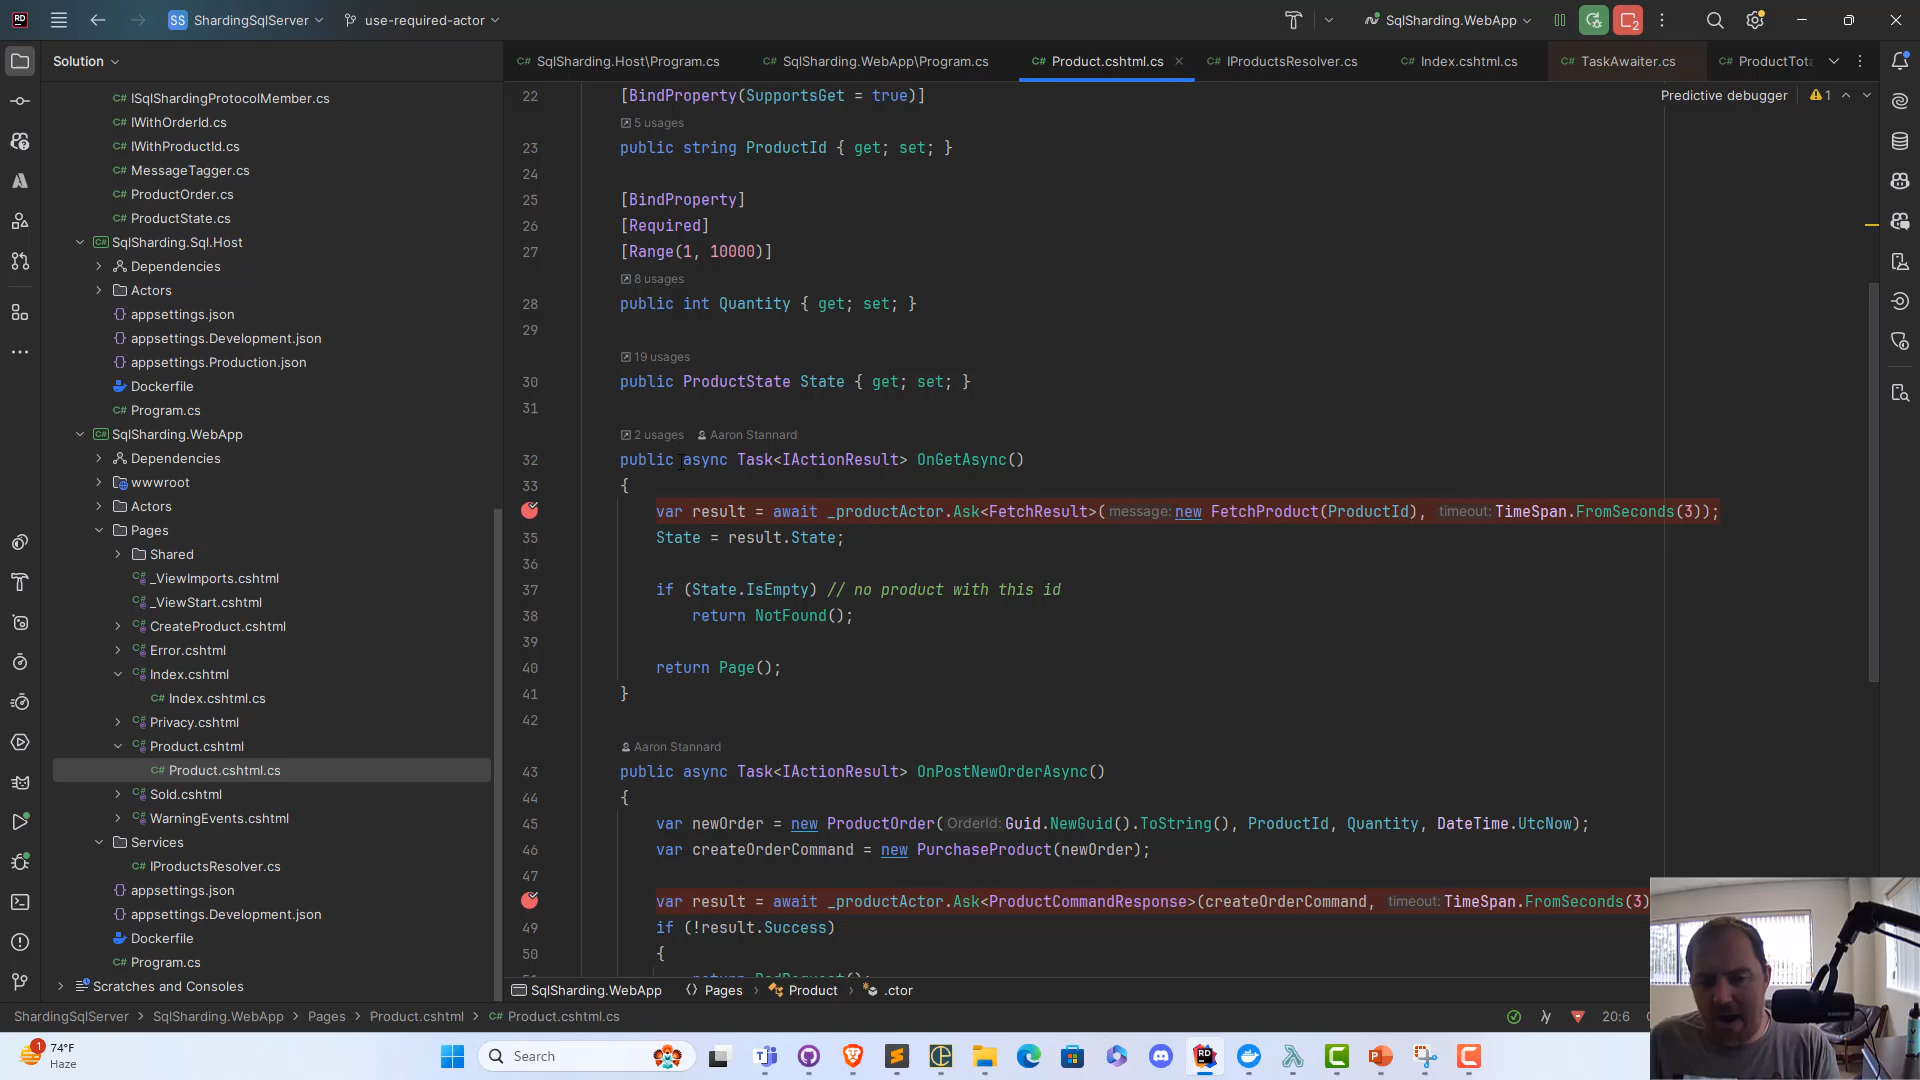 RD
SS ShardingSqlServer
use-required-actor
SqlSharding.WebApp
2
Solution
SqlSharding.Host\Program.cs
SqlSharding.WebApp\Program.cs
Product.cshtml.cs
IProductsResolver.cs
Index.cshtml.cs
TaskAwaiter.cs
ProductTota
ISqlShardingProtocolMember.cs
IWithOrderId.cs
IWithProductId.cs
MessageTagger.cs
ProductOrder.cs
ProductState.cs
SqlSharding.Sql.Host
Dependencies
Actors
appsettings.json
appsettings.Development.json
appsettings.Production.json
Dockerfile
Program.cs
SqlSharding.WebApp
Dependencies
wwwroot
Actors
Pages
Shared
_ViewImports.cshtml
_ViewStart.cshtml
CreateProduct.cshtml
Error.cshtml
Index.cshtml
Index.cshtml.cs
Privacy.cshtml
Product.cshtml
Product.cshtml.cs
Sold.cshtml
WarningEvents.cshtml
Services
IProductsResolver.cs
appsettings.json
appsettings.Development.json
Dockerfile
Program.cs
Scratches and Consoles
Predictive debugger 1
22 [BindProperty(SupportsGet = true)]
5 usages
23 public string ProductId { get; set; }
24
25 [BindProperty]
26 [Required]
27 [Range(1, 10000)]
8 usages
28 public int Quantity { get; set; }
29
19 usages
30 public ProductState State { get; set; }
31
2 usages Aaron Stannard
32 public async Task<IActionResult> OnGetAsync()
33 {
var result = await _productActor.Ask<FetchResult>( message: new FetchProduct(ProductId), timeout: TimeSpan.FromSeconds(3));
35 State = result.State;
36
37 if (State.IsEmpty) // no product with this id
38 return NotFound();
39
40 return Page();
41 }
42
Aaron Stannard
43 public async Task<IActionResult> OnPostNewOrderAsync()
44 {
45 var newOrder = new ProductOrder( OrderId: Guid.NewGuid().ToString(), ProductId, Quantity, DateTime.UtcNow);
46 var createOrderCommand = new PurchaseProduct(newOrder);
47
var result = await _productActor.Ask<ProductCommandResponse>(createOrderCommand, timeout: TimeSpan.FromSeconds(3)
49 if (!result.Success)
50 {
SqlSharding.WebApp Pages Product .ctor
ShardingSqlServer SqlSharding.WebApp Pages Product.cshtml Product.cshtml.cs
20:6
1
74°F
Haze
Search